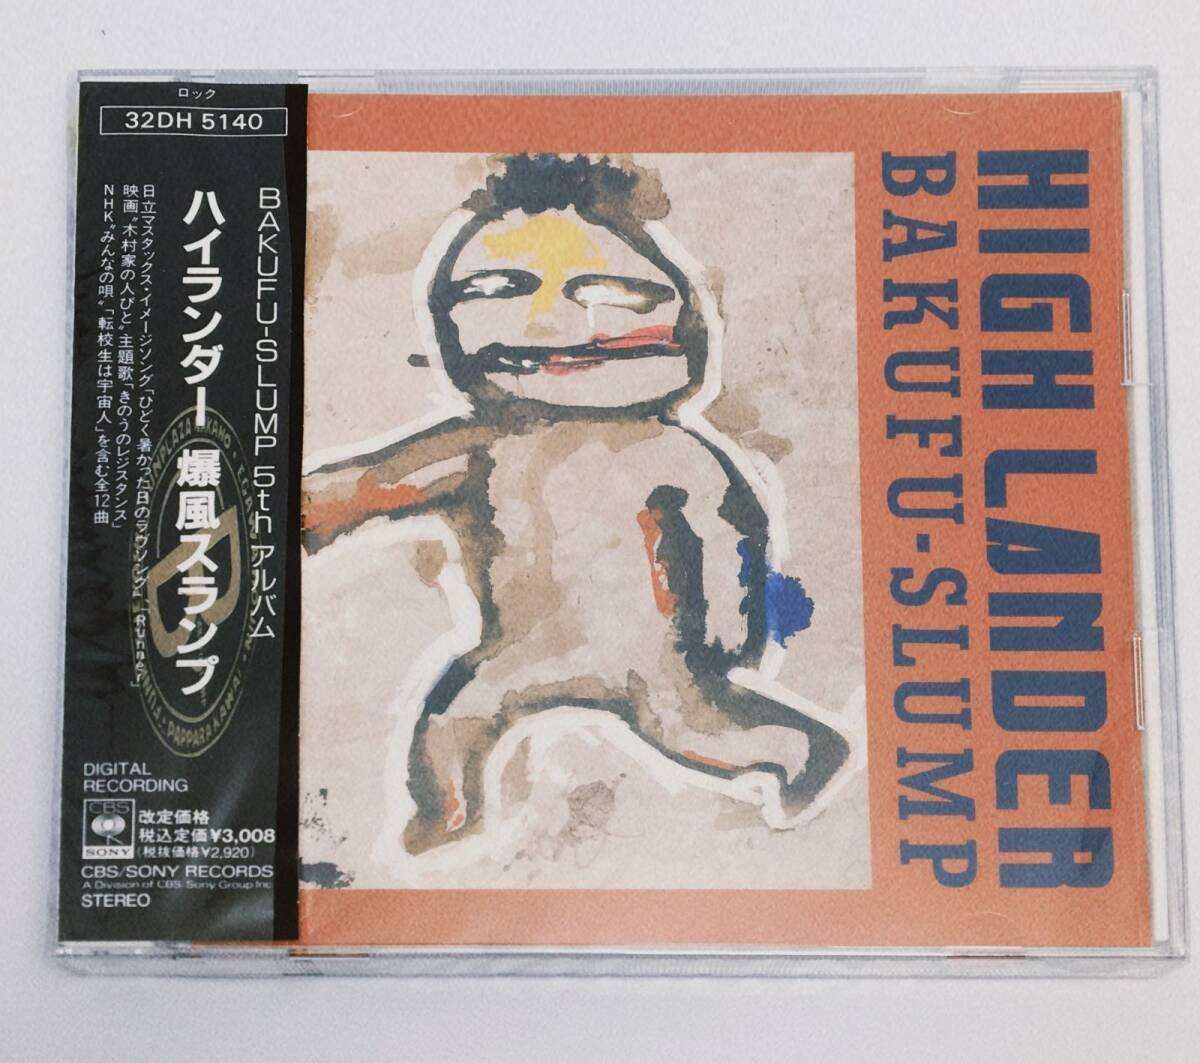 ロック
32DH 5140
BAKUFU-SLUMP 5th アルバム
ハイランダー 爆風スランプ
日立マスタックス・イメージソング「ひどく暑かった日のラヴソング」、「Runner」
映画〝木村家の人びと〟主題歌「きのうのレジスタンス」
NHK〝みんなの唄〟「転校生は宇宙人」を含む全12曲
PAPPARA KAWAI
DIGITAL
RECORDING
CBS
SONY
改定価格
税込定価¥3,008
(税抜価格¥2,920)
CBS/SONY RECORDS
A Division of CBS/Sony Group Inc.
STEREO
HIGH LANDER
BAKUFU-SLUMP